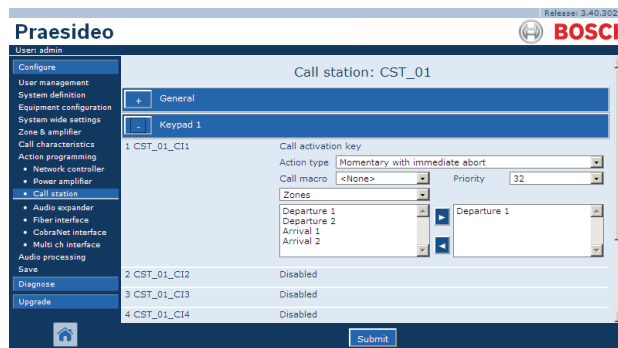 Release: 3.40.302
Praesideo
BOSCH
User: admin
Configure
User management
System definition
Equipment configuration
System wide settings
Zone & amplifier
Call characteristics
Action programming
• Network controller
• Power amplifier
• Call station
• Audio expander
• Fiber interface
• CobraNet interface
• Multi ch interface
Audio processing
Save
Diagnose
Upgrade
Call station: CST_01
+ General
- Keypad 1
1 CST_01_CI1 Call activation key
Action type Momentary with immediate abort
Call macro <None> Priority 32
Zones
Departure 1 Departure 1
Departure 2
Arrival 1
Arrival 2
2 CST_01_CI2 Disabled
3 CST_01_CI3 Disabled
4 CST_01_CI4 Disabled
Submit